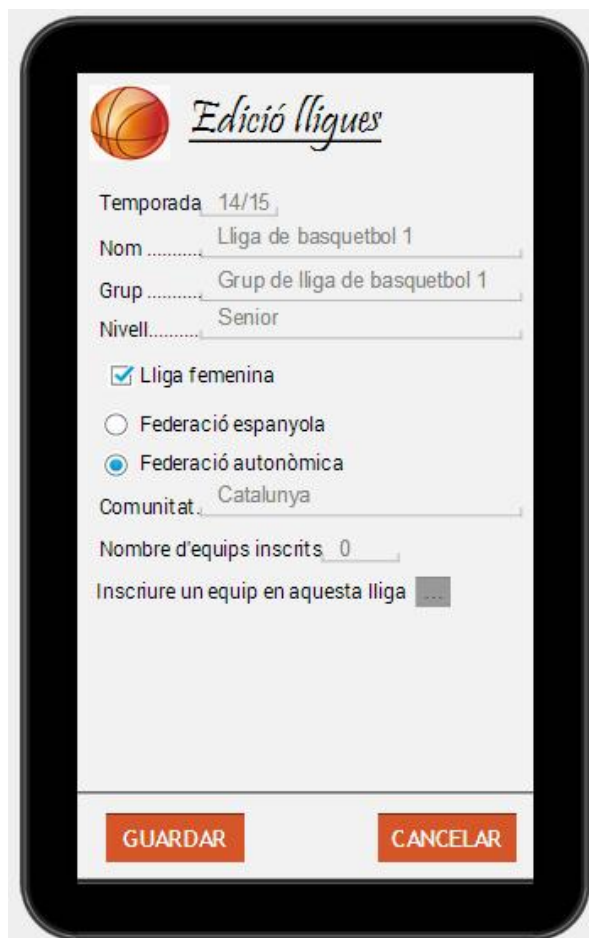 Edició lligues
Temporada 14/15
Nom .......... Lliga de basquetbol 1
Grup .......... Grup de lliga de basquetbol 1
Nivell......... Senior
Lliga femenina
Federació espanyola
Federació autonòmica
Comunitat. Catalunya
Nombre d'equips inscrits 0
Inscriure un equip en aquesta lliga ...
GUARDAR CANCELAR